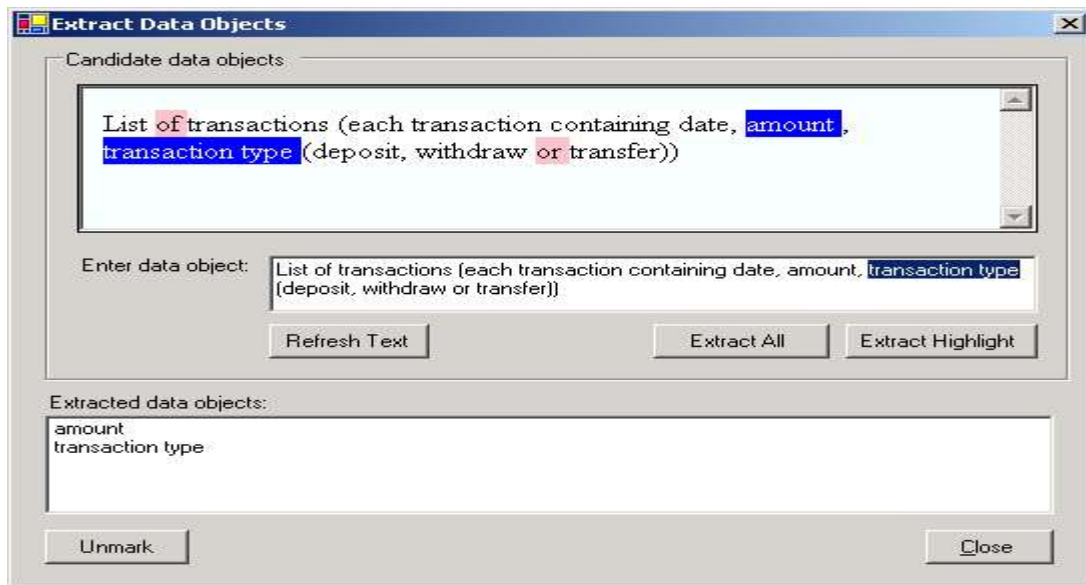 Extract Data Objects
Candidate data objects
List of transactions (each transaction containing date, amount ,
transaction type (deposit, withdraw or transfer))
Enter data object:
List of transactions (each transaction containing date, amount, transaction type
(deposit, withdraw or transfer))
Refresh Text
Extract All
Extract Highlight
Extracted data objects:
amount
transaction type
Unmark
Close